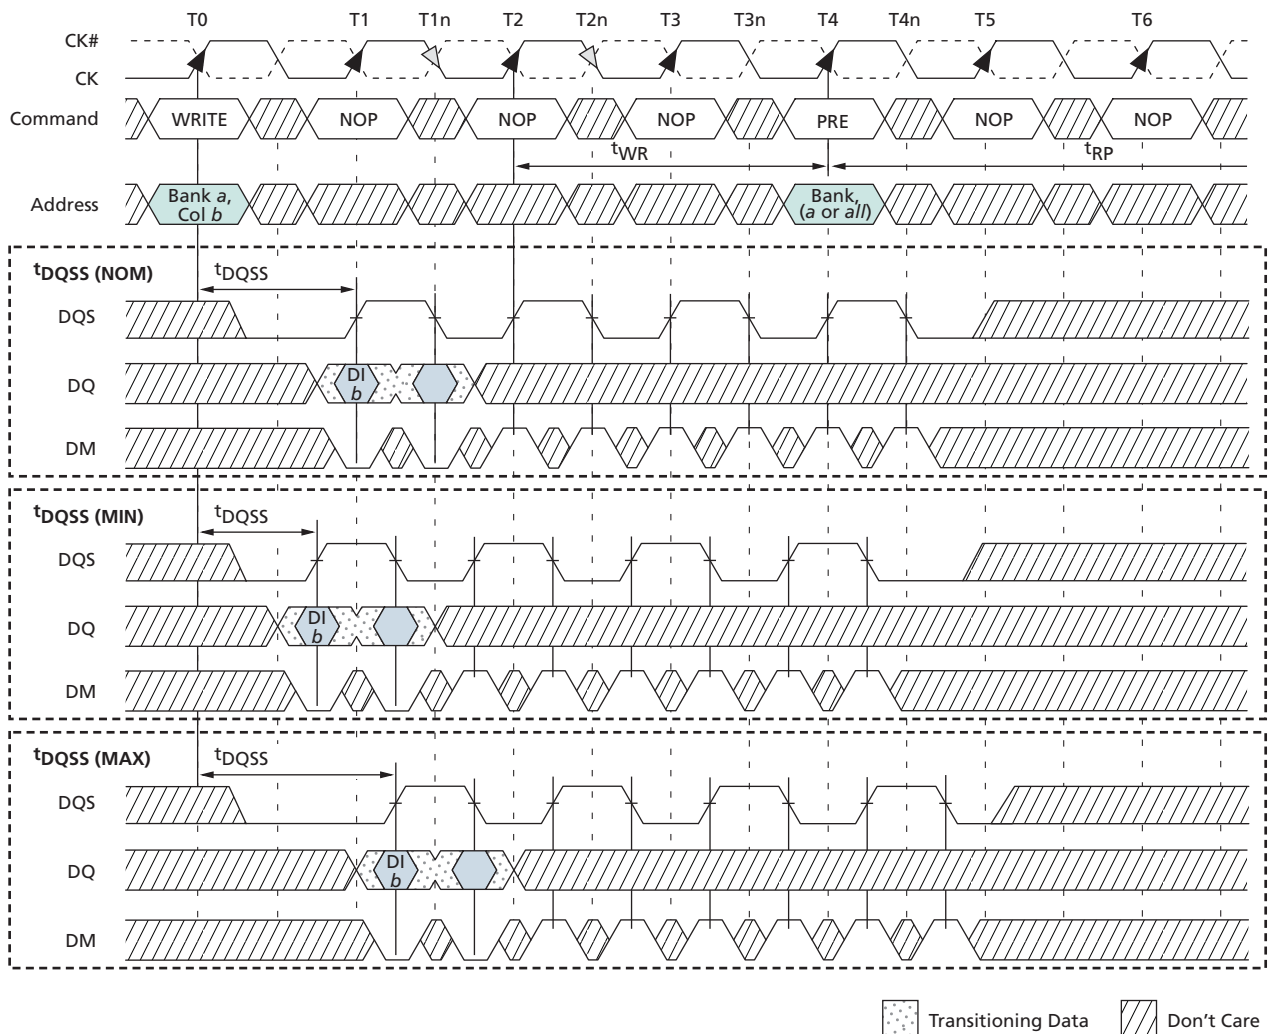 T0 T1 T1n T2 T2n T3 T3n T4 T4n T5 T6
CK#
CK
Command WRITE NOP NOP NOP PRE NOP NOP
tWR tRP
Address Bank a, Col b Bank, (a or all)
tDQSS (NOM) tDQSS
DQS
DQ DI b
DM
tDQSS (MIN) tDQSS
DQS
DQ DI b
DM
tDQSS (MAX) tDQSS
DQS
DQ DI b
DM
Transitioning Data Don't Care